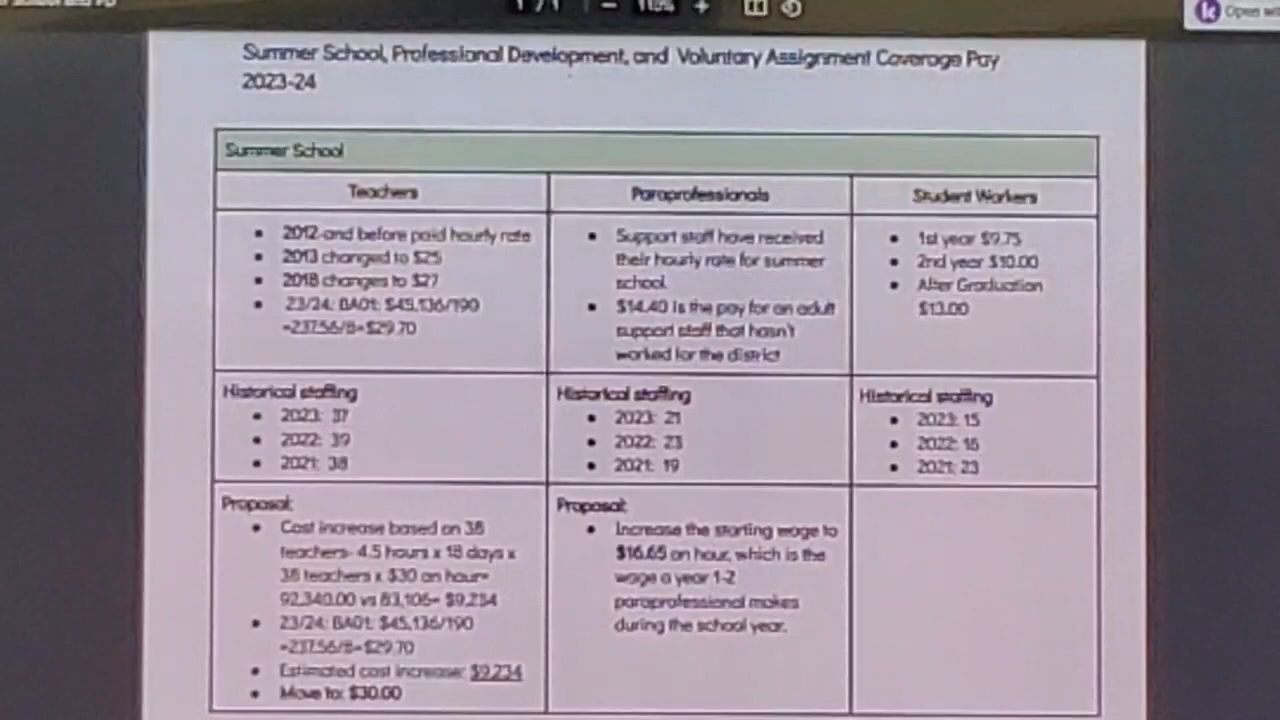 110%
Open
Summer School, Professional Development, and Voluntary Assignment Coverage Pay
2023-24
Summer School
Teachers
Paraprofessionals
Student Workers
• 2012 and before paid hourly rate
• 2013 changed to $25
• 2018 changes to $27
• 23/24: BA01: $45,136/190
=237.56/8=$29.70
• Support staff have received
their hourly rate for summer
school.
• $14.40 is the pay for an adult
support staff that hasn't
worked for the district
• 1st year $9.75
• 2nd year $10.00
• After Graduation
$13.00
Historical staffing
• 2023: 37
• 2022: 39
• 2021: 38
Historical staffing
• 2023: 21
• 2022: 23
• 2021: 19
Historical staffing
• 2023: 15
• 2022: 16
• 2021: 23
Proposal:
• Cost increase based on 38
teachers- 4.5 hours x 18 days x
38 teachers x $30 an hour=
92,340.00 vs 83,106= $9,234
• 23/24: BA01: $45,136/190
=237.56/8=$29.70
• Estimated cost increase: $9,234
• Move to: $30.00
Proposal:
• Increase the starting wage to
$16.65 an hour, which is the
wage a year 1-2
paraprofessional makes
during the school year.